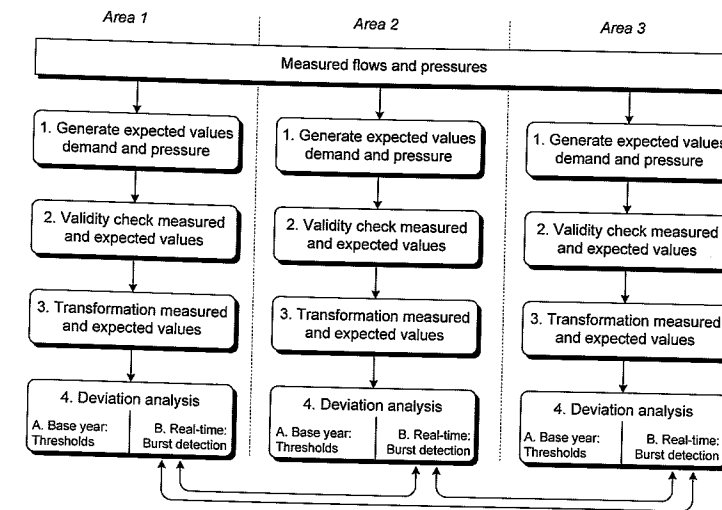 Area 1
Area 2
Area 3
Measured flows and pressures
1. Generate expected values
demand and pressure
1. Generate expected values
demand and pressure
1. Generate expected values
demand and pressure
2. Validity check measured
and expected values
2. Validity check measured
and expected values
2. Validity check measured
and expected values
3. Transformation measured
and expected values
3. Transformation measured
and expected values
3. Transformation measured
and expected values
4. Deviation analysis
A. Base year:
Thresholds
B. Real-time:
Burst detection
4. Deviation analysis
A. Base year:
Thresholds
B. Real-time:
Burst detection
4. Deviation analysis
A. Base year:
Thresholds
B. Real-time:
Burst detection